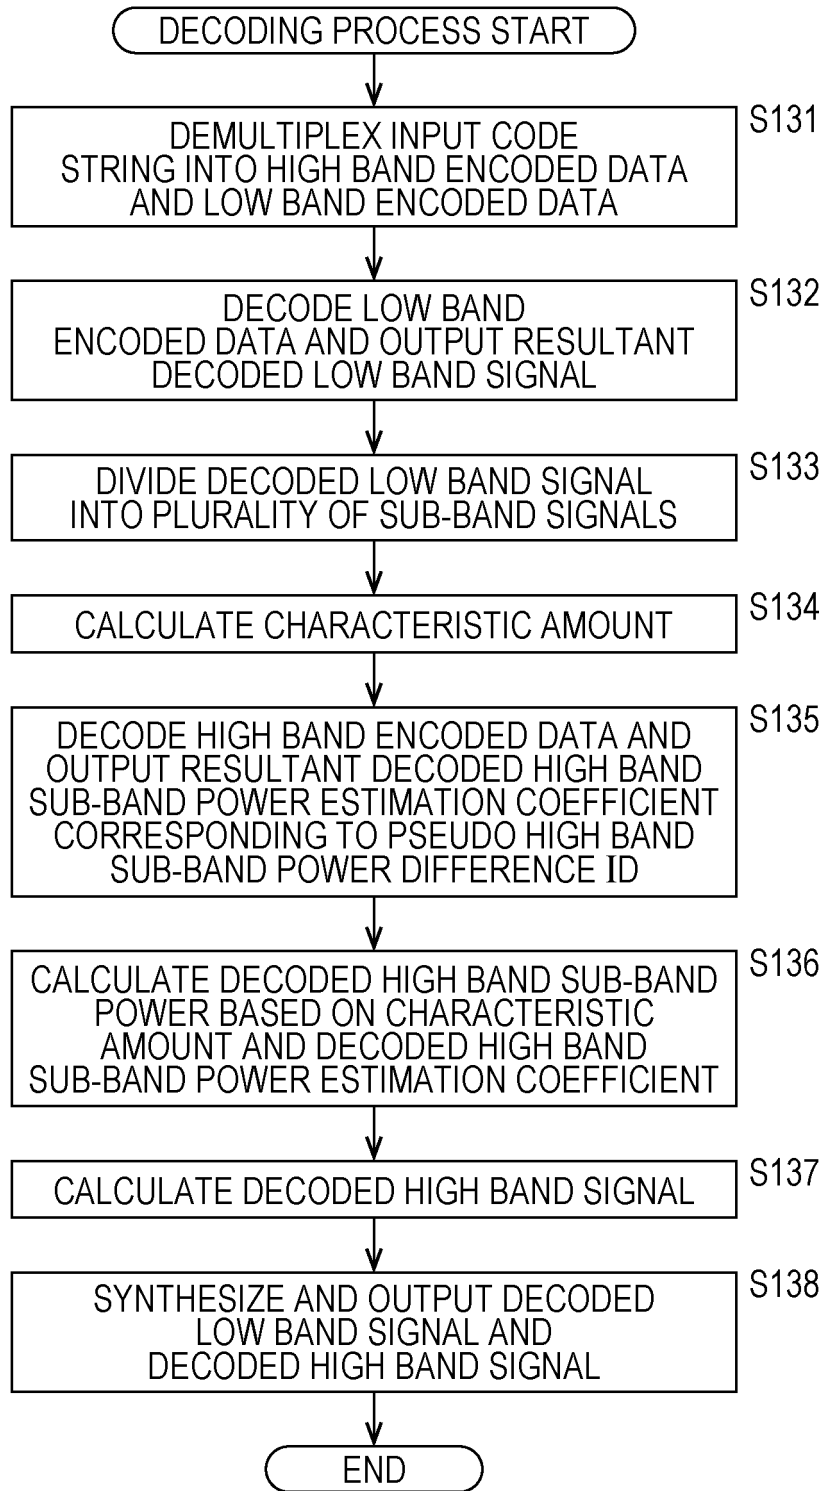 DECODING PROCESS START
S131
DEMULTIPLEX INPUT CODE
STRING INTO HIGH BAND ENCODED DATA
AND LOW BAND ENCODED DATA
S132
DECODE LOW BAND
ENCODED DATA AND OUTPUT RESULTANT
DECODED LOW BAND SIGNAL
S133
DIVIDE DECODED LOW BAND SIGNAL
INTO PLURALITY OF SUB-BAND SIGNALS
S134
CALCULATE CHARACTERISTIC AMOUNT
S135
DECODE HIGH BAND ENCODED DATA AND
OUTPUT RESULTANT DECODED HIGH BAND
SUB-BAND POWER ESTIMATION COEFFICIENT
CORRESPONDING TO PSEUDO HIGH BAND
SUB-BAND POWER DIFFERENCE ID
S136
CALCULATE DECODED HIGH BAND SUB-BAND
POWER BASED ON CHARACTERISTIC
AMOUNT AND DECODED HIGH BAND
SUB-BAND POWER ESTIMATION COEFFICIENT
S137
CALCULATE DECODED HIGH BAND SIGNAL
S138
SYNTHESIZE AND OUTPUT DECODED
LOW BAND SIGNAL AND
DECODED HIGH BAND SIGNAL
END